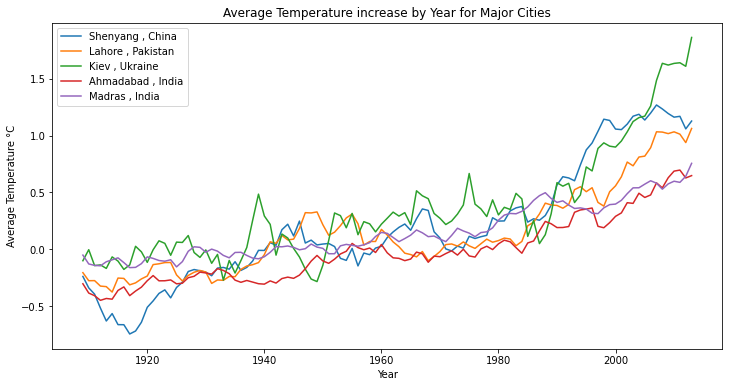 Average Temperature increase by Year for Major Cities
Shenyang , China
Lahore , Pakistan
Kiev , Ukraine
Ahmadabad , India
Madras , India
Average Temperature °C
1.5
1.0
0.5
0.0
−0.5
1920
1940
1960
1980
2000
Year